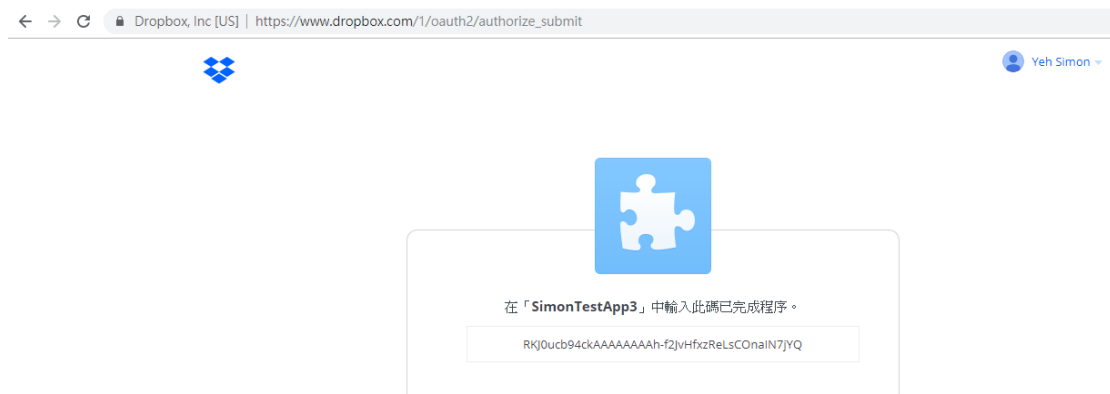 Dropbox, Inc [US] | https://www.dropbox.com/1/oauth2/authorize_submit
Yeh Simon
在「SimonTestApp3」中輸入此碼已完成程序。
RKJ0ucb94ckAAAAAAAAh-f2JvHfxzReLsCOnaIN7jYQ